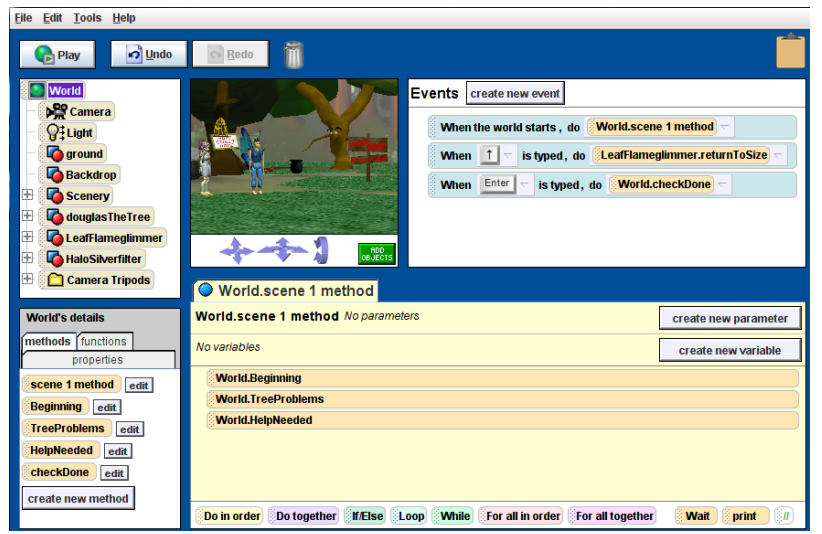 File Edit Tools Help
Play Undo Redo
World
Camera
Light
ground
Backdrop
Scenery
douglasTheTree
LeafFlameglimmer
HaloSilverfilter
Camera Tripods
ADD OBJECTS
Events create new event
When the world starts , do World.scene 1 method
When ↑ is typed , do LeafFlameglimmer.returnToSize
When Enter is typed , do World.checkDone
World's details
methods functions
properties
scene 1 method edit
Beginning edit
TreeProblems edit
HelpNeeded edit
checkDone edit
create new method
World.scene 1 method
World.scene 1 method No parameters create new parameter
No variables create new variable
World.Beginning
World.TreeProblems
World.HelpNeeded
Do in order Do together If/Else Loop While For all in order For all together Wait print //